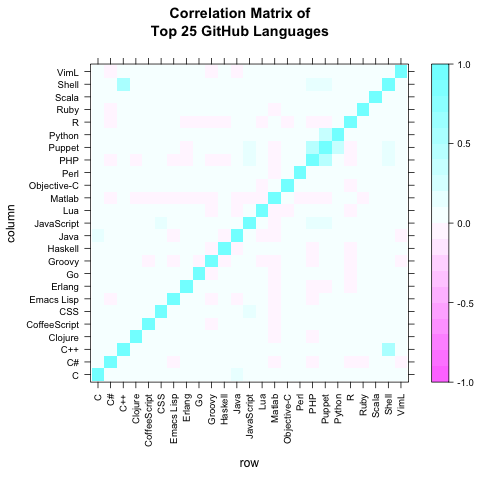 Correlation Matrix of
Top 25 GitHub Languages
VimL
Shell
Scala
Ruby
R
Python
Puppet
PHP
Perl
Objective-C
Matlab
Lua
JavaScript
Java
Haskell
Groovy
Go
Erlang
Emacs Lisp
CSS
CoffeeScript
Clojure
C++
C#
C
column
C
C#
C++
Clojure
CoffeeScript
CSS
Emacs Lisp
Erlang
Go
Groovy
Haskell
Java
JavaScript
Lua
Matlab
Objective-C
Perl
PHP
Puppet
Python
R
Ruby
Scala
Shell
VimL
row
1.0
0.5
0.0
-0.5
-1.0